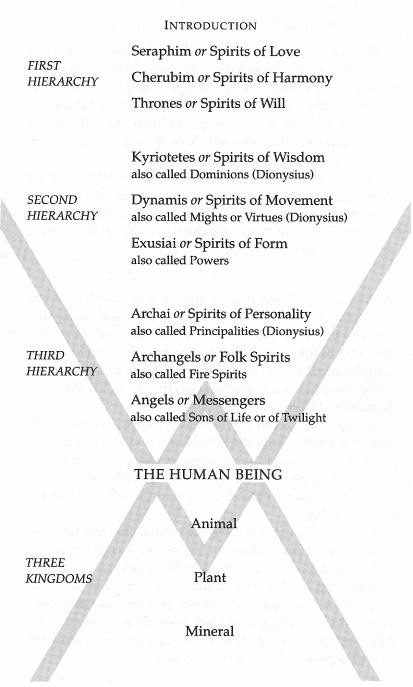 INTRODUCTION
FIRST
HIERARCHY
Seraphim or Spirits of Love
Cherubim or Spirits of Harmony
Thrones or Spirits of Will
SECOND
HIERARCHY
Kyriotetes or Spirits of Wisdom
also called Dominions (Dionysius)
Dynamis or Spirits of Movement
also called Mights or Virtues (Dionysius)
Exusiai or Spirits of Form
also called Powers
THIRD
HIERARCHY
Archai or Spirits of Personality
also called Principalities (Dionysius)
Archangels or Folk Spirits
also called Fire Spirits
Angels or Messengers
also called Sons of Life or of Twilight
THE HUMAN BEING
THREE
KINGDOMS
Animal
Plant
Mineral